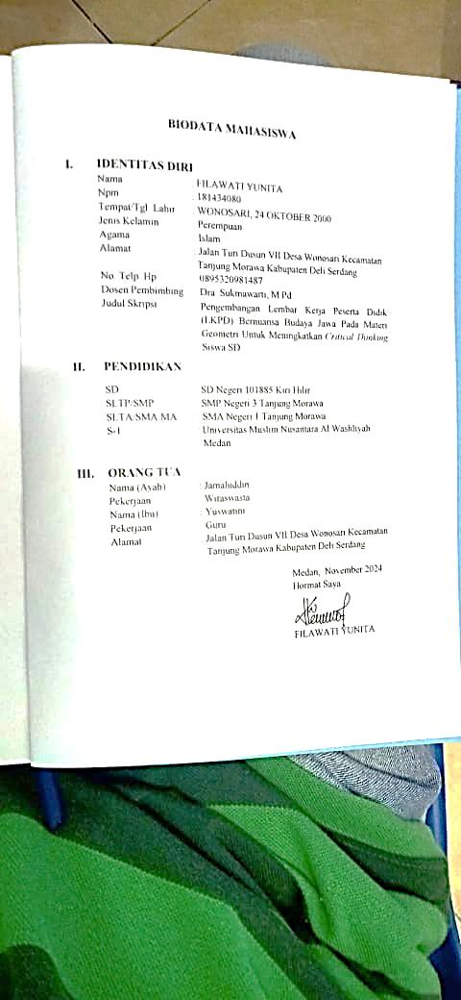 BIODATA MAHASISWA
I. IDENTITAS DIRI
Nama : FILAWATI YUNITA
Npm : 181434080
Tempat/Tgl Lahir : WONOSARI, 24 OKTOBER 2000
Jenis Kelamin : Perempuan
Agama : Islam
Alamat : Jalan Turi Dusun VII Desa Wonosari Kecamatan
Tanjung Morawa Kabupaten Deli Serdang
No. Telp Hp : 0895320981487
Dosen Pembimbing : Dra. Sukmawarti, M.Pd
Judul Skripsi : Pengembangan Lembar Kerja Peserta Didik
(LKPD) Bernuansa Budaya Jawa Pada Materi
Geometri Untuk Meningkatkan Critical Thinking
Siswa SD
II. PENDIDIKAN
SD : SD Negeri 101885 Kiri Hilir
SLTP/SMP : SMP Negeri 3 Tanjung Morawa
SLTA/SMA/MA : SMA Negeri 1 Tanjung Morawa
S-1 : Universitas Muslim Nusantara Al Washliyah
Medan
III. ORANG TUA
Nama (Ayah) : Jamaluddin
Pekerjaan : Wiraswasta
Nama (Ibu) : Yuswatini
Pekerjaan : Guru
Alamat : Jalan Turi Dusun VII Desa Wonosari Kecamatan
Tanjung Morawa Kabupaten Deli Serdang
Medan, November 2024
Hormat Saya
FILAWATI YUNITA